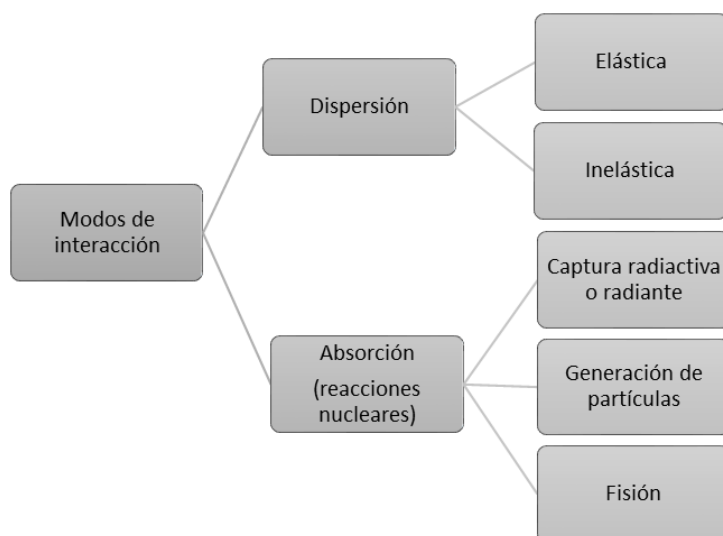 Modos de
interacción
Dispersión
Elástica
Inelástica
Absorción
(reacciones
nucleares)
Captura radiactiva
o radiante
Generación de
partículas
Fisión